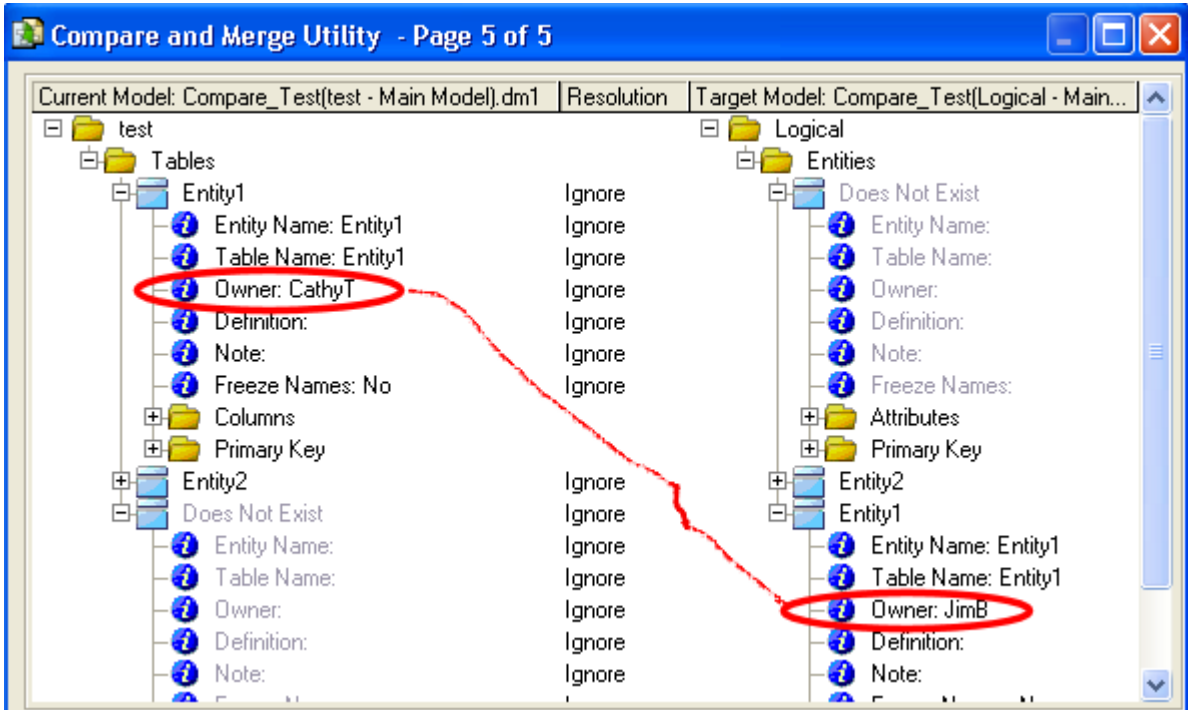 Compare and Merge Utility - Page 5 of 5
Current Model: Compare_Test(test - Main Model).dm1 Resolution Target Model: Compare_Test(Logical - Main...
test Logical
Tables Entities
Entity1 Ignore Does Not Exist
Entity Name: Entity1 Ignore Entity Name:
Table Name: Entity1 Ignore Table Name:
Owner: CathyT Ignore Owner:
Definition: Ignore Definition:
Note: Ignore Note:
Freeze Names: No Ignore Freeze Names:
Columns Attributes
Primary Key Primary Key
Entity2 Ignore Entity2
Does Not Exist Ignore Entity1
Entity Name: Ignore Entity Name: Entity1
Table Name: Ignore Table Name: Entity1
Owner: Ignore Owner: JimB
Definition: Ignore Definition:
Note: Ignore Note: